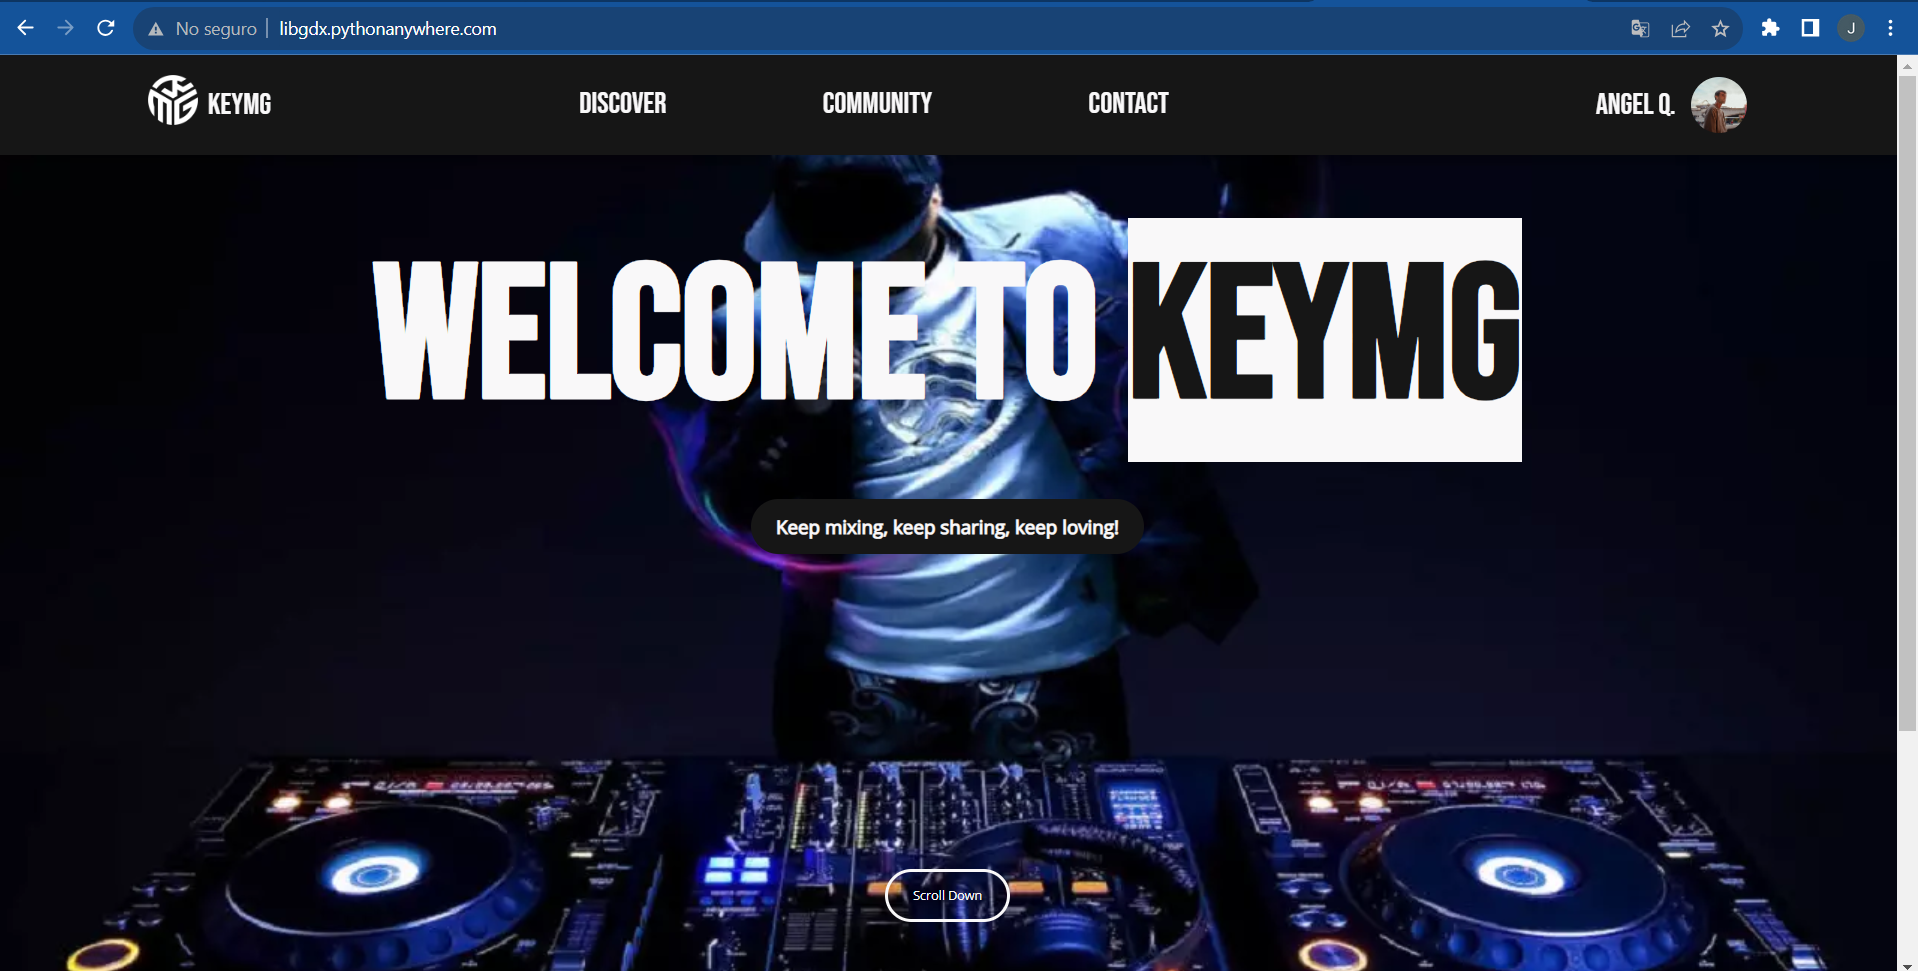 No seguro | libgdx.pythonanywhere.com
J
MG KEYMG
DISCOVER
COMMUNITY
CONTACT
ANGEL Q.
WELCOME TO KEYMG
Keep mixing, keep sharing, keep loving!
Scroll Down